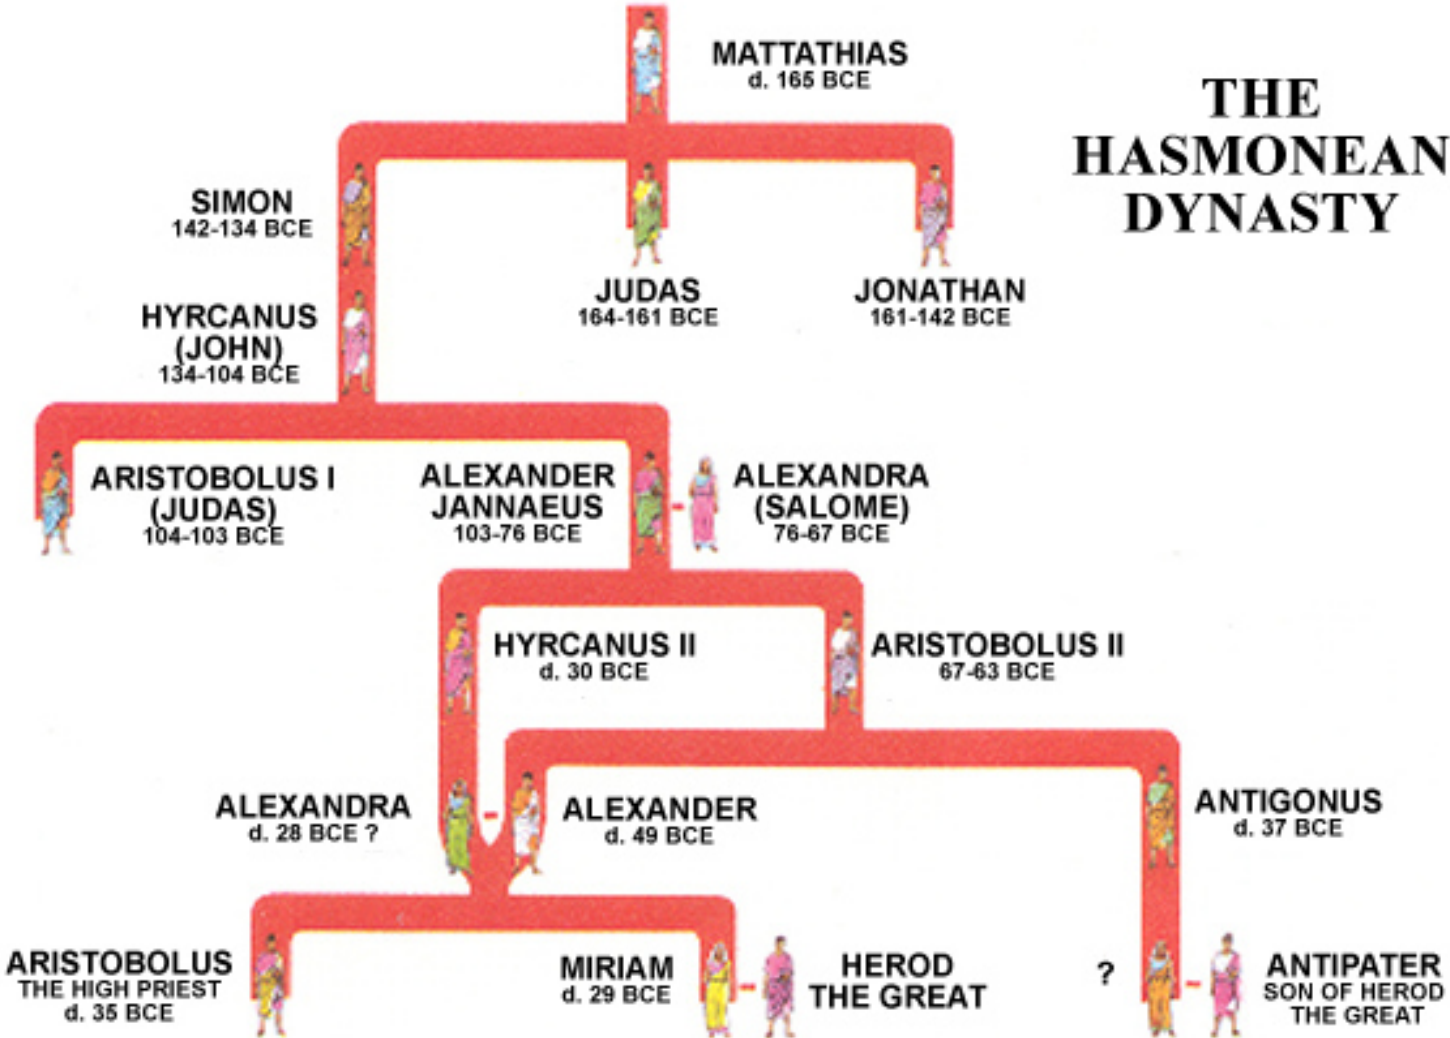 MATTATHIAS
d. 165 BCE
THE
HASMONEAN
DYNASTY
SIMON
142-134 BCE
JUDAS
164-161 BCE
JONATHAN
161-142 BCE
HYRCANUS
(JOHN)
134-104 BCE
ARISTOBOLUS I
(JUDAS)
104-103 BCE
ALEXANDER
JANNAEUS
103-76 BCE
ALEXANDRA
(SALOME)
76-67 BCE
HYRCANUS II
d. 30 BCE
ARISTOBOLUS II
67-63 BCE
ALEXANDRA
d. 28 BCE ?
ALEXANDER
d. 49 BCE
ANTIGONUS
d. 37 BCE
ARISTOBOLUS
THE HIGH PRIEST
d. 35 BCE
MIRIAM
d. 29 BCE
HEROD
THE GREAT
?
ANTIPATER
SON OF HEROD
THE GREAT